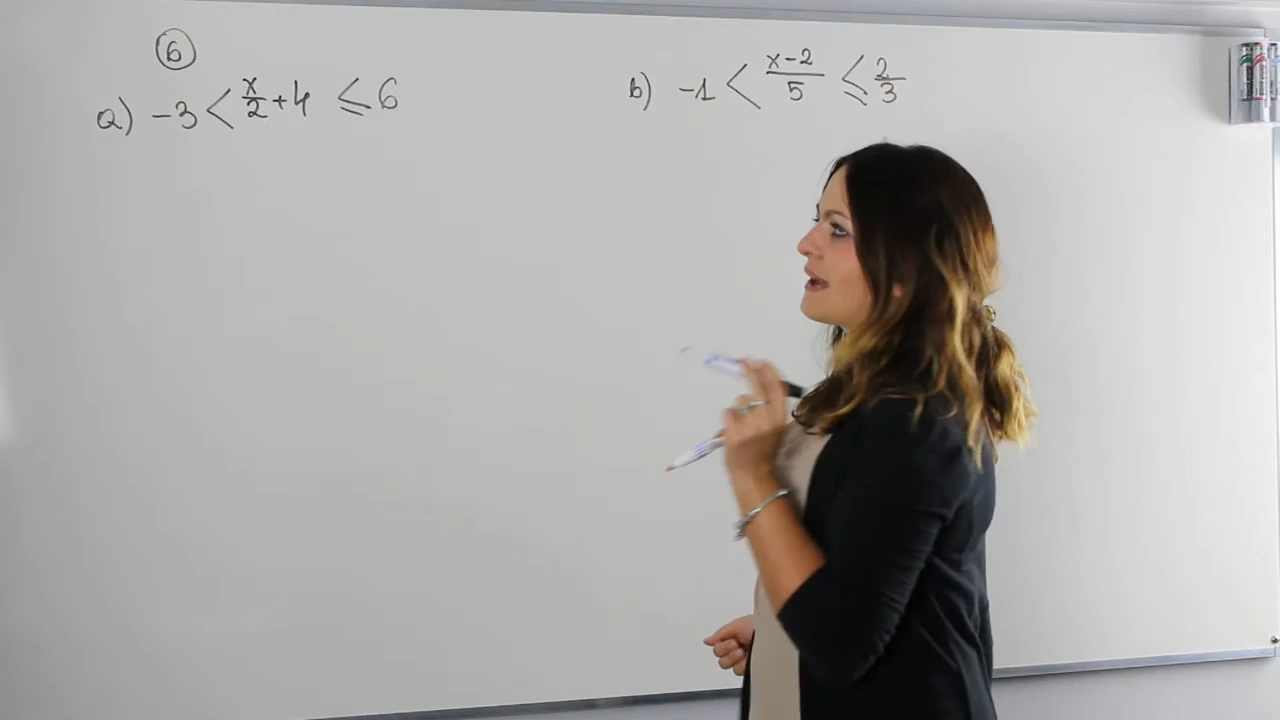 6
a) -3 < x/2 + 4 ≤ 6
b) -1 < (x-2)/5 ≤ 2/3